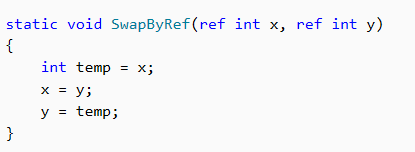 static void SwapByRef(ref int x, ref int y)
{
    int temp = x;
    x = y;
    y = temp;
}